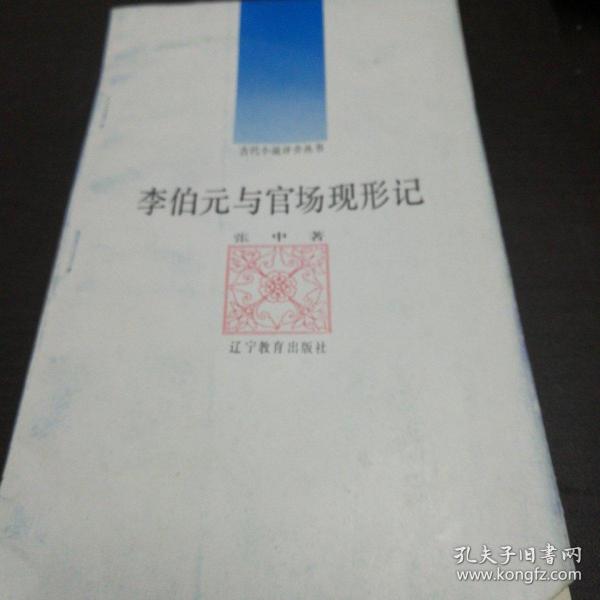 古代小说评介丛书
李伯元与官场现形记
张中著
辽宁教育出版社
孔夫子旧书网
www.kongfz.com